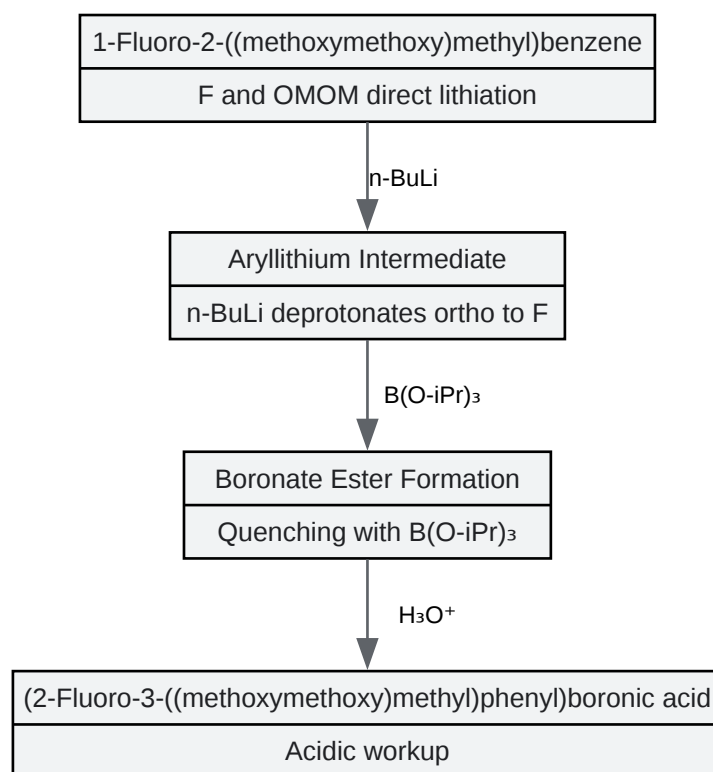 1-Fluoro-2-((methoxymethoxy)methyl)benzene
F and OMOM direct lithiation
n-BuLi
Aryllithium Intermediate
n-BuLi deprotonates ortho to F
B(O-iPr)₃
Boronate Ester Formation
Quenching with B(O-iPr)₃
H₃O⁺
(2-Fluoro-3-((methoxymethoxy)methyl)phenyl)boronic acid
Acidic workup